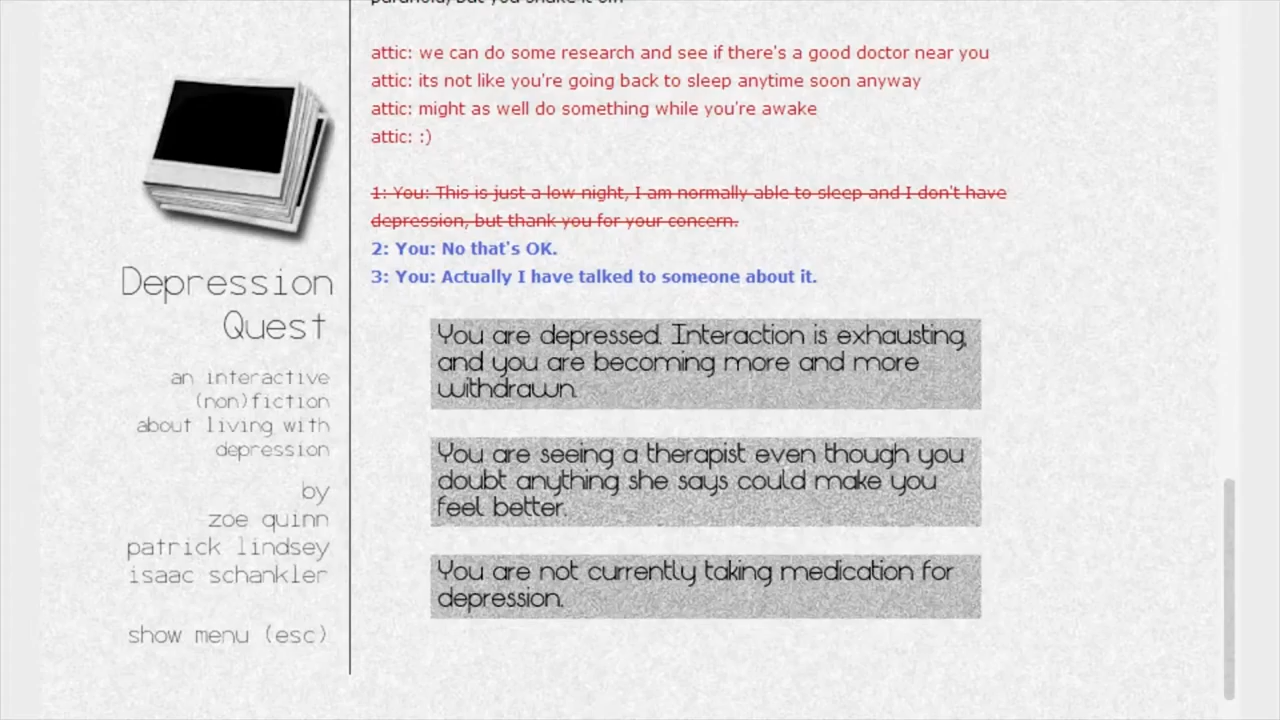 attic: we can do some research and see if there's a good doctor near you
attic: its not like you're going back to sleep anytime soon anyway
attic: might as well do something while you're awake
attic: :)
1: You: This is just a low night, I am normally able to sleep and I don't have
depression, but thank you for your concern.
2: You: No that's OK.
3: You: Actually I have talked to someone about it.
You are depressed. Interaction is exhausting,
and you are becoming more and more
withdrawn.
You are seeing a therapist even though you
doubt anything she says could make you
feel better.
You are not currently taking medication for
depression.
Depression
Quest
an interactive
(non)fiction
about living with
depression
by
zoe quinn
patrick lindsey
isaac schankler
show menu (esc)